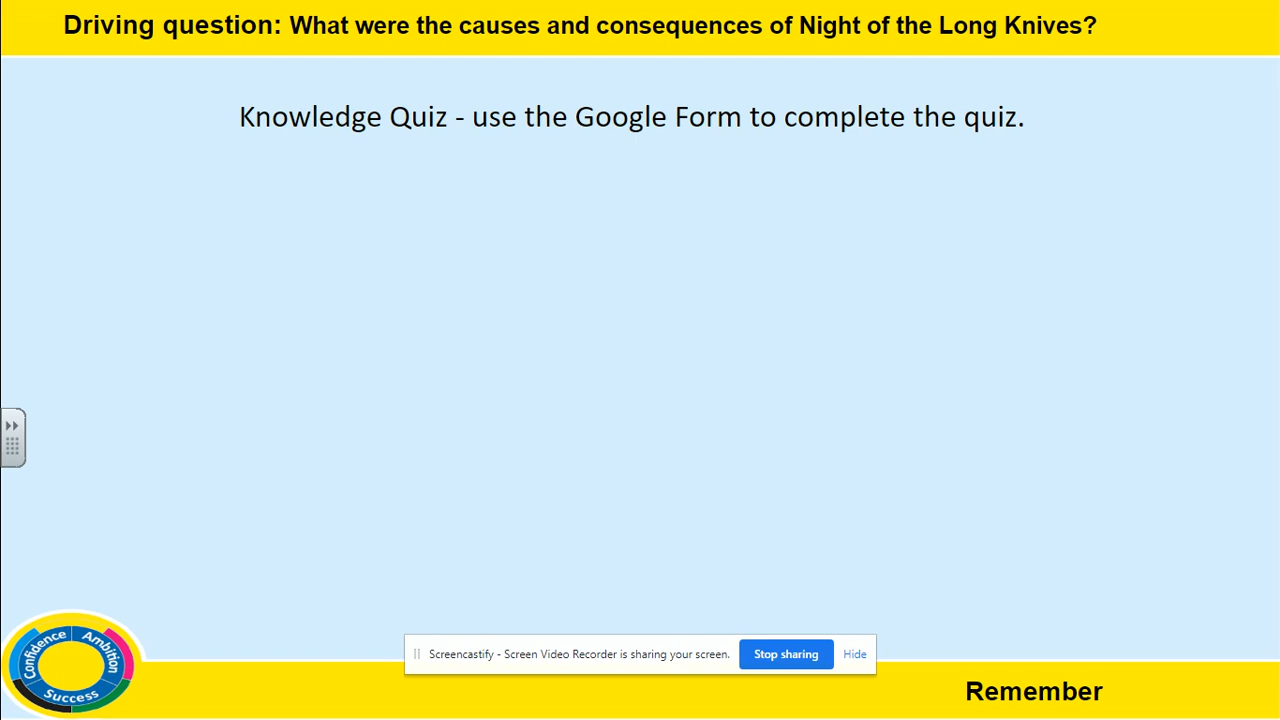 Driving question: What were the causes and consequences of Night of the Long Knives?
Knowledge Quiz - use the Google Form to complete the quiz.
Confidence
Ambition
Success
Screencastify - Screen Video Recorder is sharing your screen.
Stop sharing
Hide
Remember